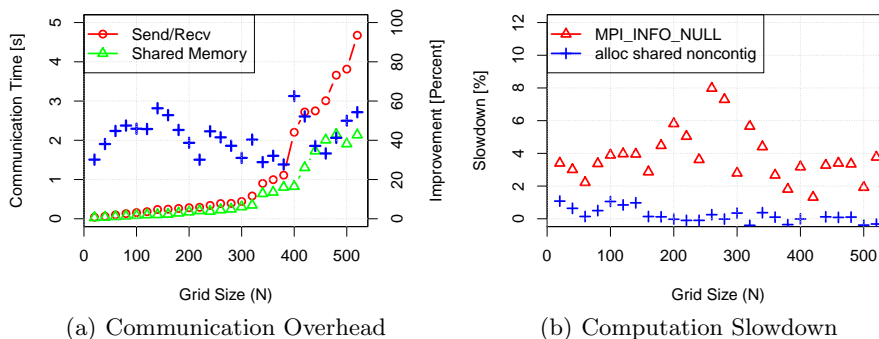 Communication Time [s]
5
4
3
2
1
0
Send/Recv
Shared Memory
100
80
60
40
20
0
Improvement [Percent]
0 100 200 300 400 500
Grid Size (N)
(a) Communication Overhead
Slowdown [%]
12
10
8
6
4
2
0
MPI_INFO_NULL
alloc shared noncontig
0 100 200 300 400 500
Grid Size (N)
(b) Computation Slowdown